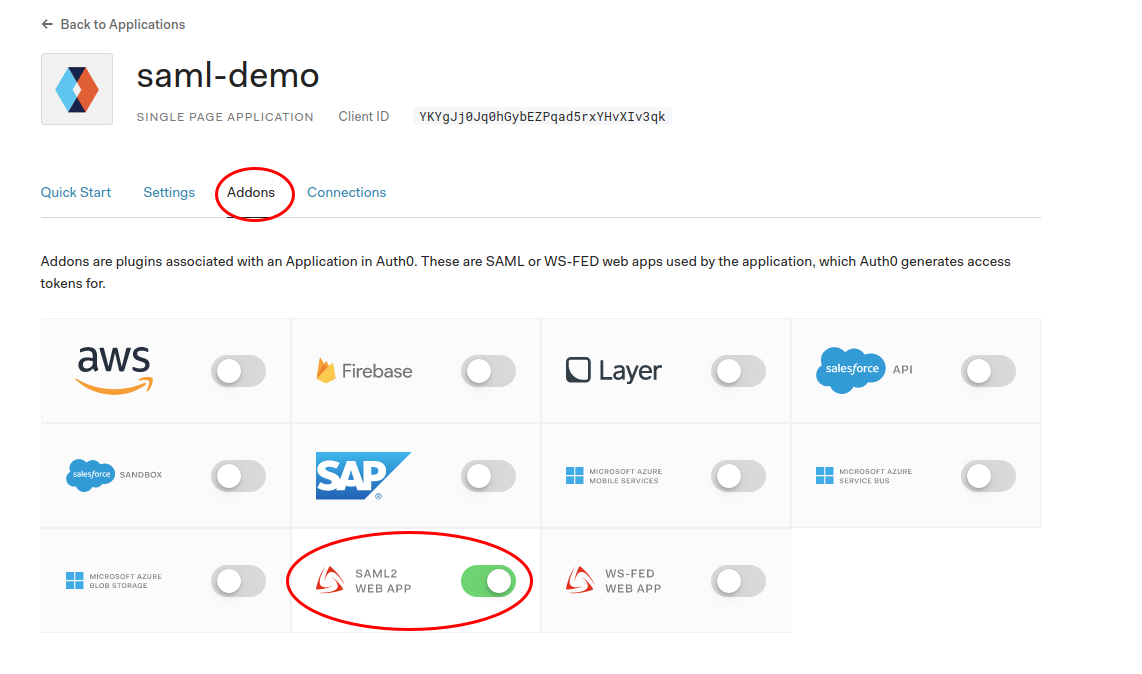 ← Back to Applications
saml-demo
SINGLE PAGE APPLICATION Client ID YKYgJj0Jq0hGybEZPqad5rxYHvXIv3qk
Quick Start Settings Addons Connections
Addons are plugins associated with an Application in Auth0. These are SAML or WS-FED web apps used by the application, which Auth0 generates access
tokens for.
aws
Firebase
Layer
salesforce API
salesforce SANDBOX
SAP®
MICROSOFT AZURE
MOBILE SERVICES
MICROSOFT AZURE
SERVICE BUS
MICROSOFT AZURE
BLOB STORAGE
SAML2
WEB APP
WS-FED
WEB APP